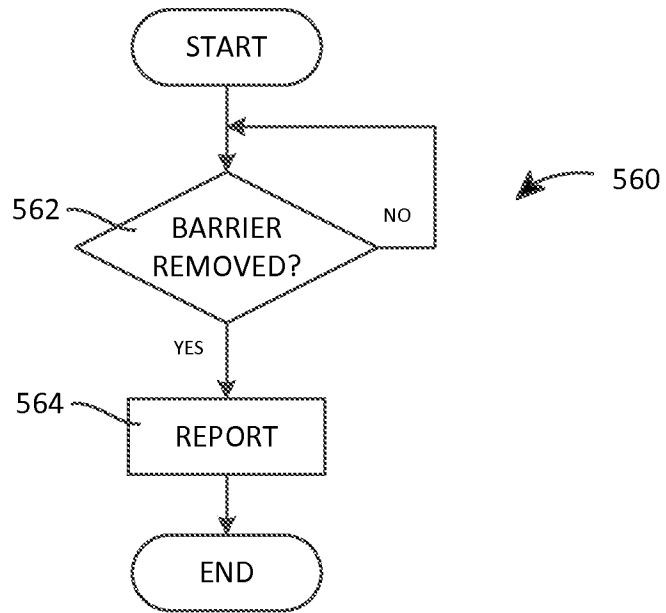 START
560
562
BARRIER
REMOVED?
NO
YES
564
REPORT
END